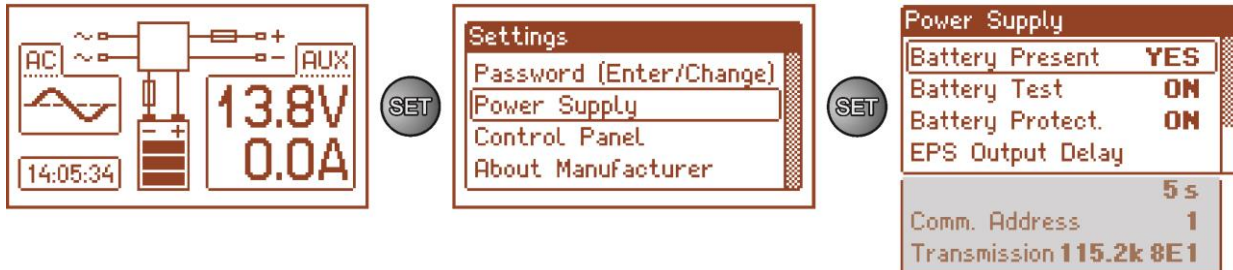 AC
AUX
13.8V
0.0A
14:05:34
SET
Settings
Password (Enter/Change)
Power Supply
Control Panel
About Manufacturer
SET
Power Supply
Battery Present YES
Battery Test ON
Battery Protect. ON
EPS Output Delay
5 s
Comm. Address 1
Transmission 115.2k 8E1